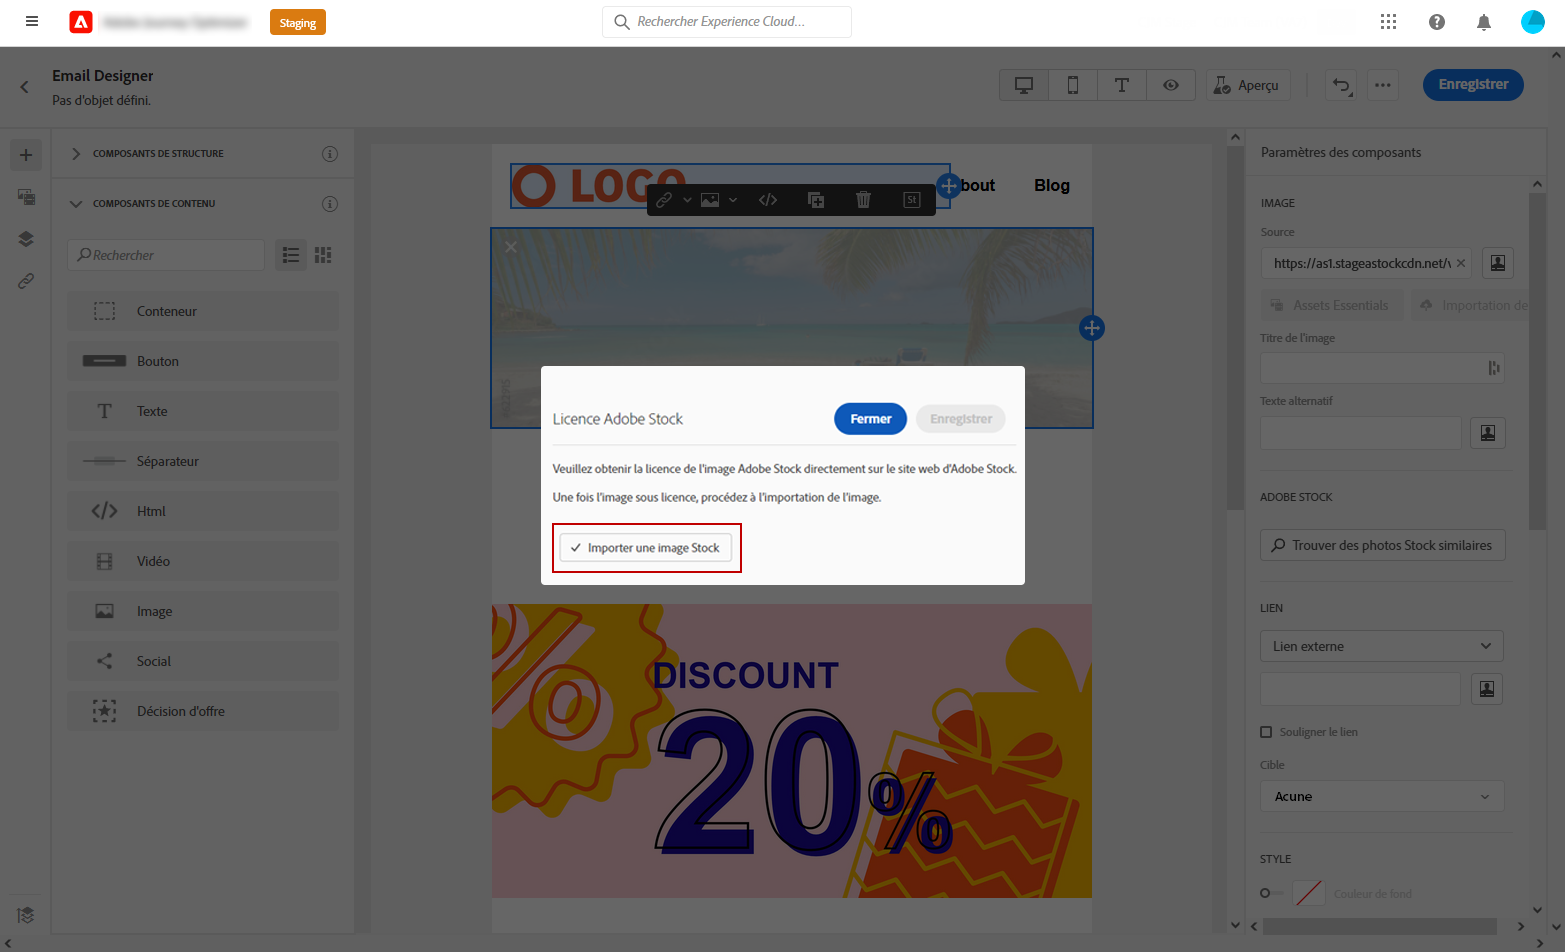 Staging
Rechercher Experience Cloud...
Email Designer
Pas d'objet défini.
Aperçu
Enregistrer
COMPOSANTS DE STRUCTURE
COMPOSANTS DE CONTENU
Rechercher
Conteneur
Bouton
Texte
Séparateur
Html
Vidéo
Image
Social
Décision d'offre
LOGO
bout
Blog
St
Licence Adobe Stock
Fermer
Enregistrer
Veuillez obtenir la licence de l'image Adobe Stock directement sur le site web d'Adobe Stock.
Une fois l'image sous licence, procédez à l'importation de l'image.
Importer une image Stock
DISCOUNT
20%
Paramètres des composants
IMAGE
Source
https://as1.stageastockcdn.net/v
Assets Essentials
Importation de
Titre de l'image
Texte alternatif
ADOBE STOCK
Trouver des photos Stock similaires
LIEN
Lien externe
Souligner le lien
Cible
Acune
STYLE
Couleur de fond